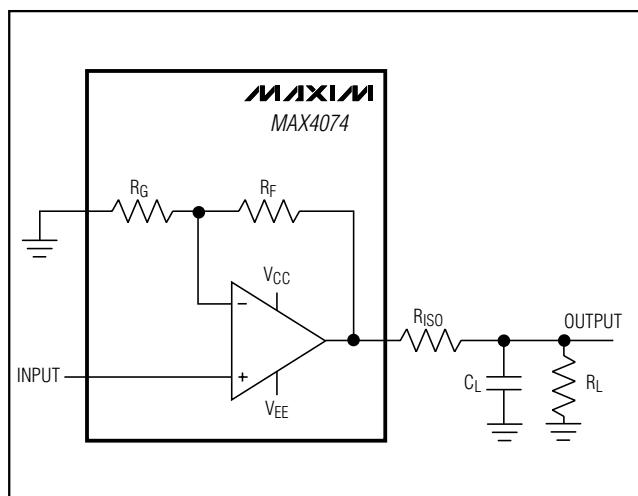 MAXIM
MAX4074
RG
RF
VCC
−
RISO
OUTPUT
INPUT
+
CL
RL
VEE